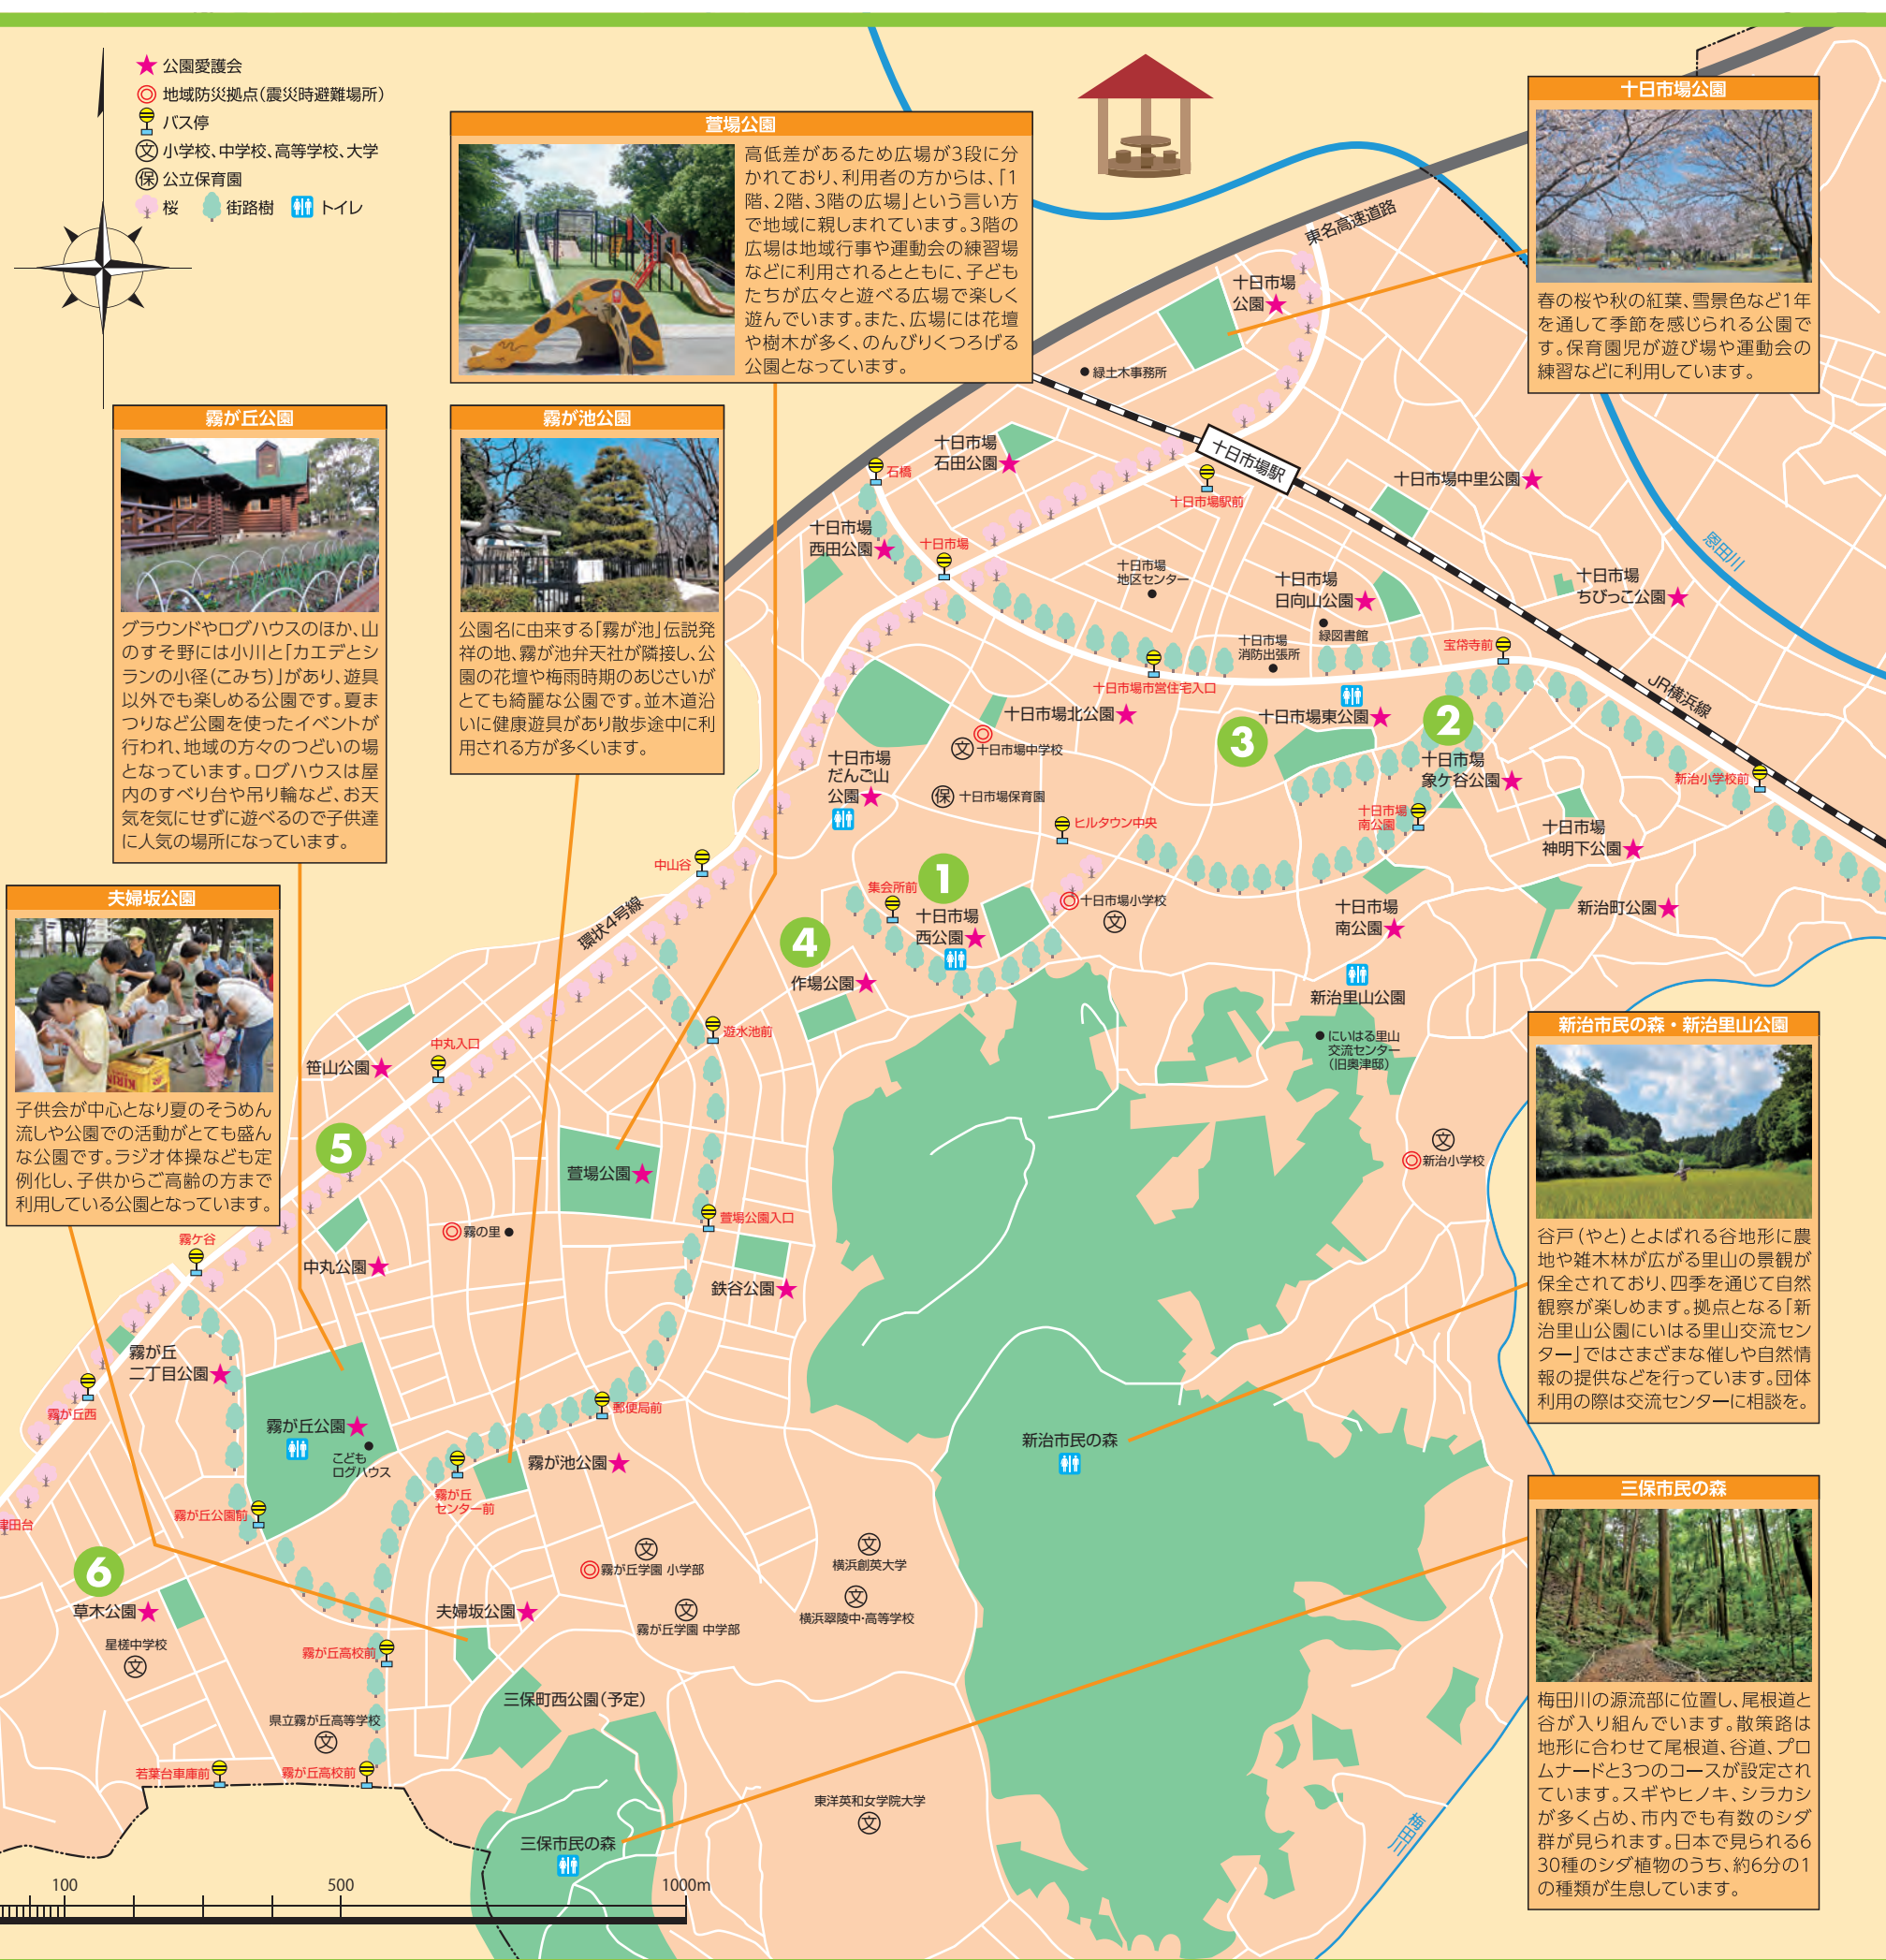 公園愛護会
地域防災拠点(震災時避難場所)
バス停
文 小学校、中学校、高等学校、大学
保 公立保育園
桜 街路樹 トイレ
萱場公園
高低差があるため広場が3段に分
かれており、利用者の方からは、「1
階、2階、3階の広場」という言い方
で地域に親しまれています。3階の
広場は地域行事や運動会の練習場
などに利用されるとともに、子ども
たちが広々と遊べる広場で楽しく
遊んでいます。また、広場には花壇
や樹木が多く、のんびりくつろげる
公園となっています。
十日市場公園
春の桜や秋の紅葉、雪景色など1年
を通して季節を感じられる公園で
す。保育園児が遊び場や運動会の
練習などに利用しています。
霧が丘公園
グラウンドやログハウスのほか、山
のすそ野には小川と「カエデとシ
ランの小径(こみち)」があり、遊具
以外でも楽しめる公園です。夏ま
つりなど公園を使ったイベントが
行われ、地域の方々のつどいの場
となっています。ログハウスは屋
内のすべり台や吊り輪など、お天
気を気にせずに遊べるので子供達
に人気の場所になっています。
霧が池公園
公園名に由来する「霧が池」伝説発
祥の地、霧が池弁天社が隣接し、公
園の花壇や梅雨時期のあじさいが
とても綺麗な公園です。並木道沿
いに健康遊具があり散歩途中に利
用される方が多くいます。
夫婦坂公園
子供会が中心となり夏のそうめん
流しや公園での活動がとても盛ん
な公園です。ラジオ体操なども定
例化し、子供からご高齢の方まで
利用している公園となっています。
新治市民の森・新治里山公園
谷戸(やと)とよばれる谷地形に農
地や雑木林が広がる里山の景観が
保全されており、四季を通じて自然
観察が楽しめます。拠点となる「新
治里山公園にいはる里山交流セン
ター」ではさまざまな催しや自然情
報の提供などを行っています。団体
利用の際は交流センターに相談を。
三保市民の森
梅田川の源流部に位置し、尾根道と
谷が入り組んでいます。散策路は
地形に合わせて尾根道、谷道、プロ
ムナードと3つのコースが設定され
ています。スギやヒノキ、シラカシ
が多く占め、市内でも有数のシダ
群が見られます。日本で見られる6
30種のシダ植物のうち、約6分の1
の種類が生息しています。
東名高速道路
十日市場
公園
緑土木事務所
十日市場駅
十日市場
石田公園
石橋
十日市場駅前
十日市場中里公園
十日市場
西田公園
十日市場
恩田川
十日市場
地区センター
十日市場
日向山公園
十日市場
ちびっこ公園
緑図書館
十日市場
消防出張所
宝帒寺前
十日市場市営住宅入口
JR横浜線
十日市場北公園
十日市場東公園
2
3
文 十日市場中学校
十日市場
だんご山
公園
十日市場
象ケ谷公園
新治小学校前
保 十日市場保育園
ヒルタウン中央
十日市場
南公園
十日市場
神明下公園
中山谷
1
集会所前
十日市場
西公園
十日市場小学校
文
十日市場
南公園
新治町公園
環状4号線
4
作場公園
新治里山公園
にいはる里山
交流センター
(旧奥津邸)
遊水池前
中丸入口
笹山公園
5
萱場公園
文
新治小学校
萱場公園入口
霧の里
霧ケ谷
中丸公園
鉄谷公園
霧が丘
二丁目公園
霧が丘西
霧が丘公園
こども
ログハウス
郵便局前
霧が池公園
新治市民の森
霧が丘
センター前
霧が丘公園前
津田台
6
草木公園
星槎中学校
文
文
霧が丘学園 小学部
文
横浜創英大学
文
横浜翠陵中・高等学校
文
霧が丘学園 中学部
夫婦坂公園
霧が丘高校前
三保町西公園(予定)
県立霧が丘高等学校
文
若葉台車庫前
霧が丘高校前
東洋英和女学院大学
文
梅田川
三保市民の森
100 500 1000m